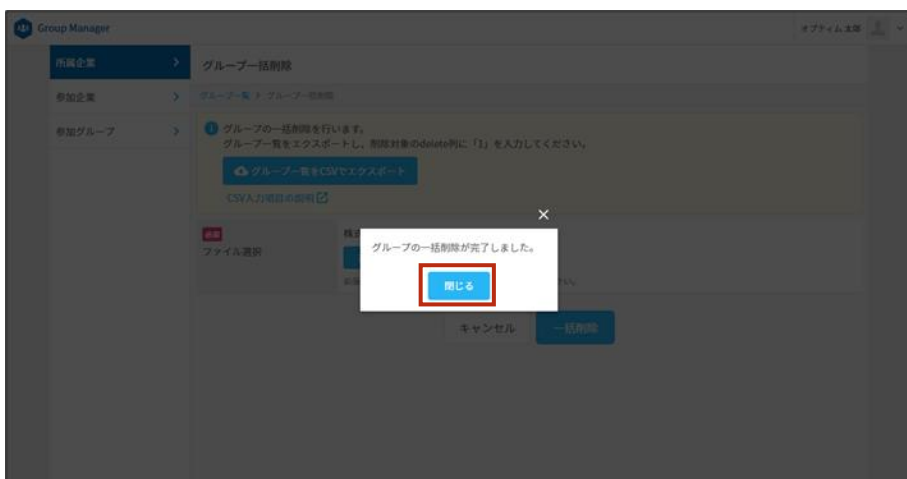 Group Manager
オプティム 太郎
所属企業
参加企業
参加グループ
グループ一括削除
グループ一覧 > グループ一括削除
グループの一括削除を行います。
グループ一覧をエクスポートし、削除対象のdelete列に「1」を入力してください。
グループ一覧をCSVでエクスポート
CSV入力項目の説明
必須
ファイル選択
株式
グループの一括削除が完了しました。
閉じる
さい。
キャンセル
一括削除